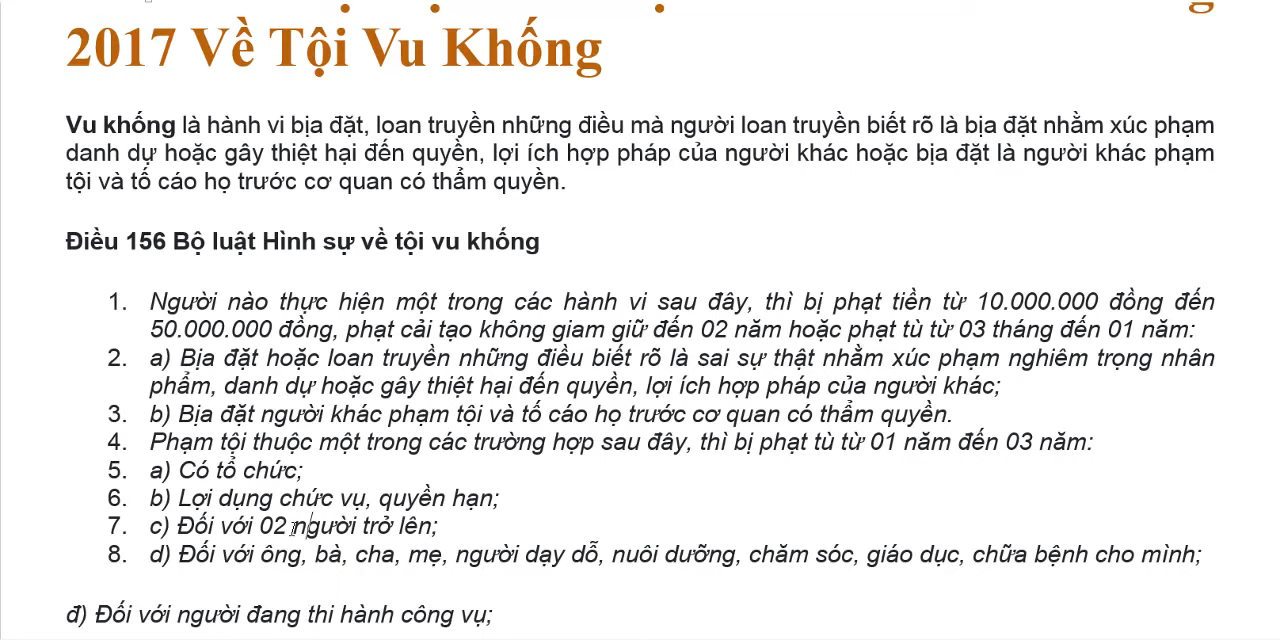 2017 Về Tội Vu Khống
Vu khống là hành vi bịa đặt, loan truyền những điều mà người loan truyền biết rõ là bịa đặt nhằm xúc phạm
danh dự hoặc gây thiệt hại đến quyền, lợi ích hợp pháp của người khác hoặc bịa đặt là người khác phạm
tội và tố cáo họ trước cơ quan có thẩm quyền.
Điều 156 Bộ luật Hình sự về tội vu khống
1. Người nào thực hiện một trong các hành vi sau đây, thì bị phạt tiền từ 10.000.000 đồng đến
50.000.000 đồng, phạt cải tạo không giam giữ đến 02 năm hoặc phạt tù từ 03 tháng đến 01 năm:
2. a) Bịa đặt hoặc loan truyền những điều biết rõ là sai sự thật nhằm xúc phạm nghiêm trọng nhân
phẩm, danh dự hoặc gây thiệt hại đến quyền, lợi ích hợp pháp của người khác;
3. b) Bịa đặt người khác phạm tội và tố cáo họ trước cơ quan có thẩm quyền.
4. Phạm tội thuộc một trong các trường hợp sau đây, thì bị phạt tù từ 01 năm đến 03 năm:
5. a) Có tổ chức;
6. b) Lợi dụng chức vụ, quyền hạn;
7. c) Đối với 02 người trở lên;
8. d) Đối với ông, bà, cha, mẹ, người dạy dỗ, nuôi dưỡng, chăm sóc, giáo dục, chữa bệnh cho mình;
đ) Đối với người đang thi hành công vụ;